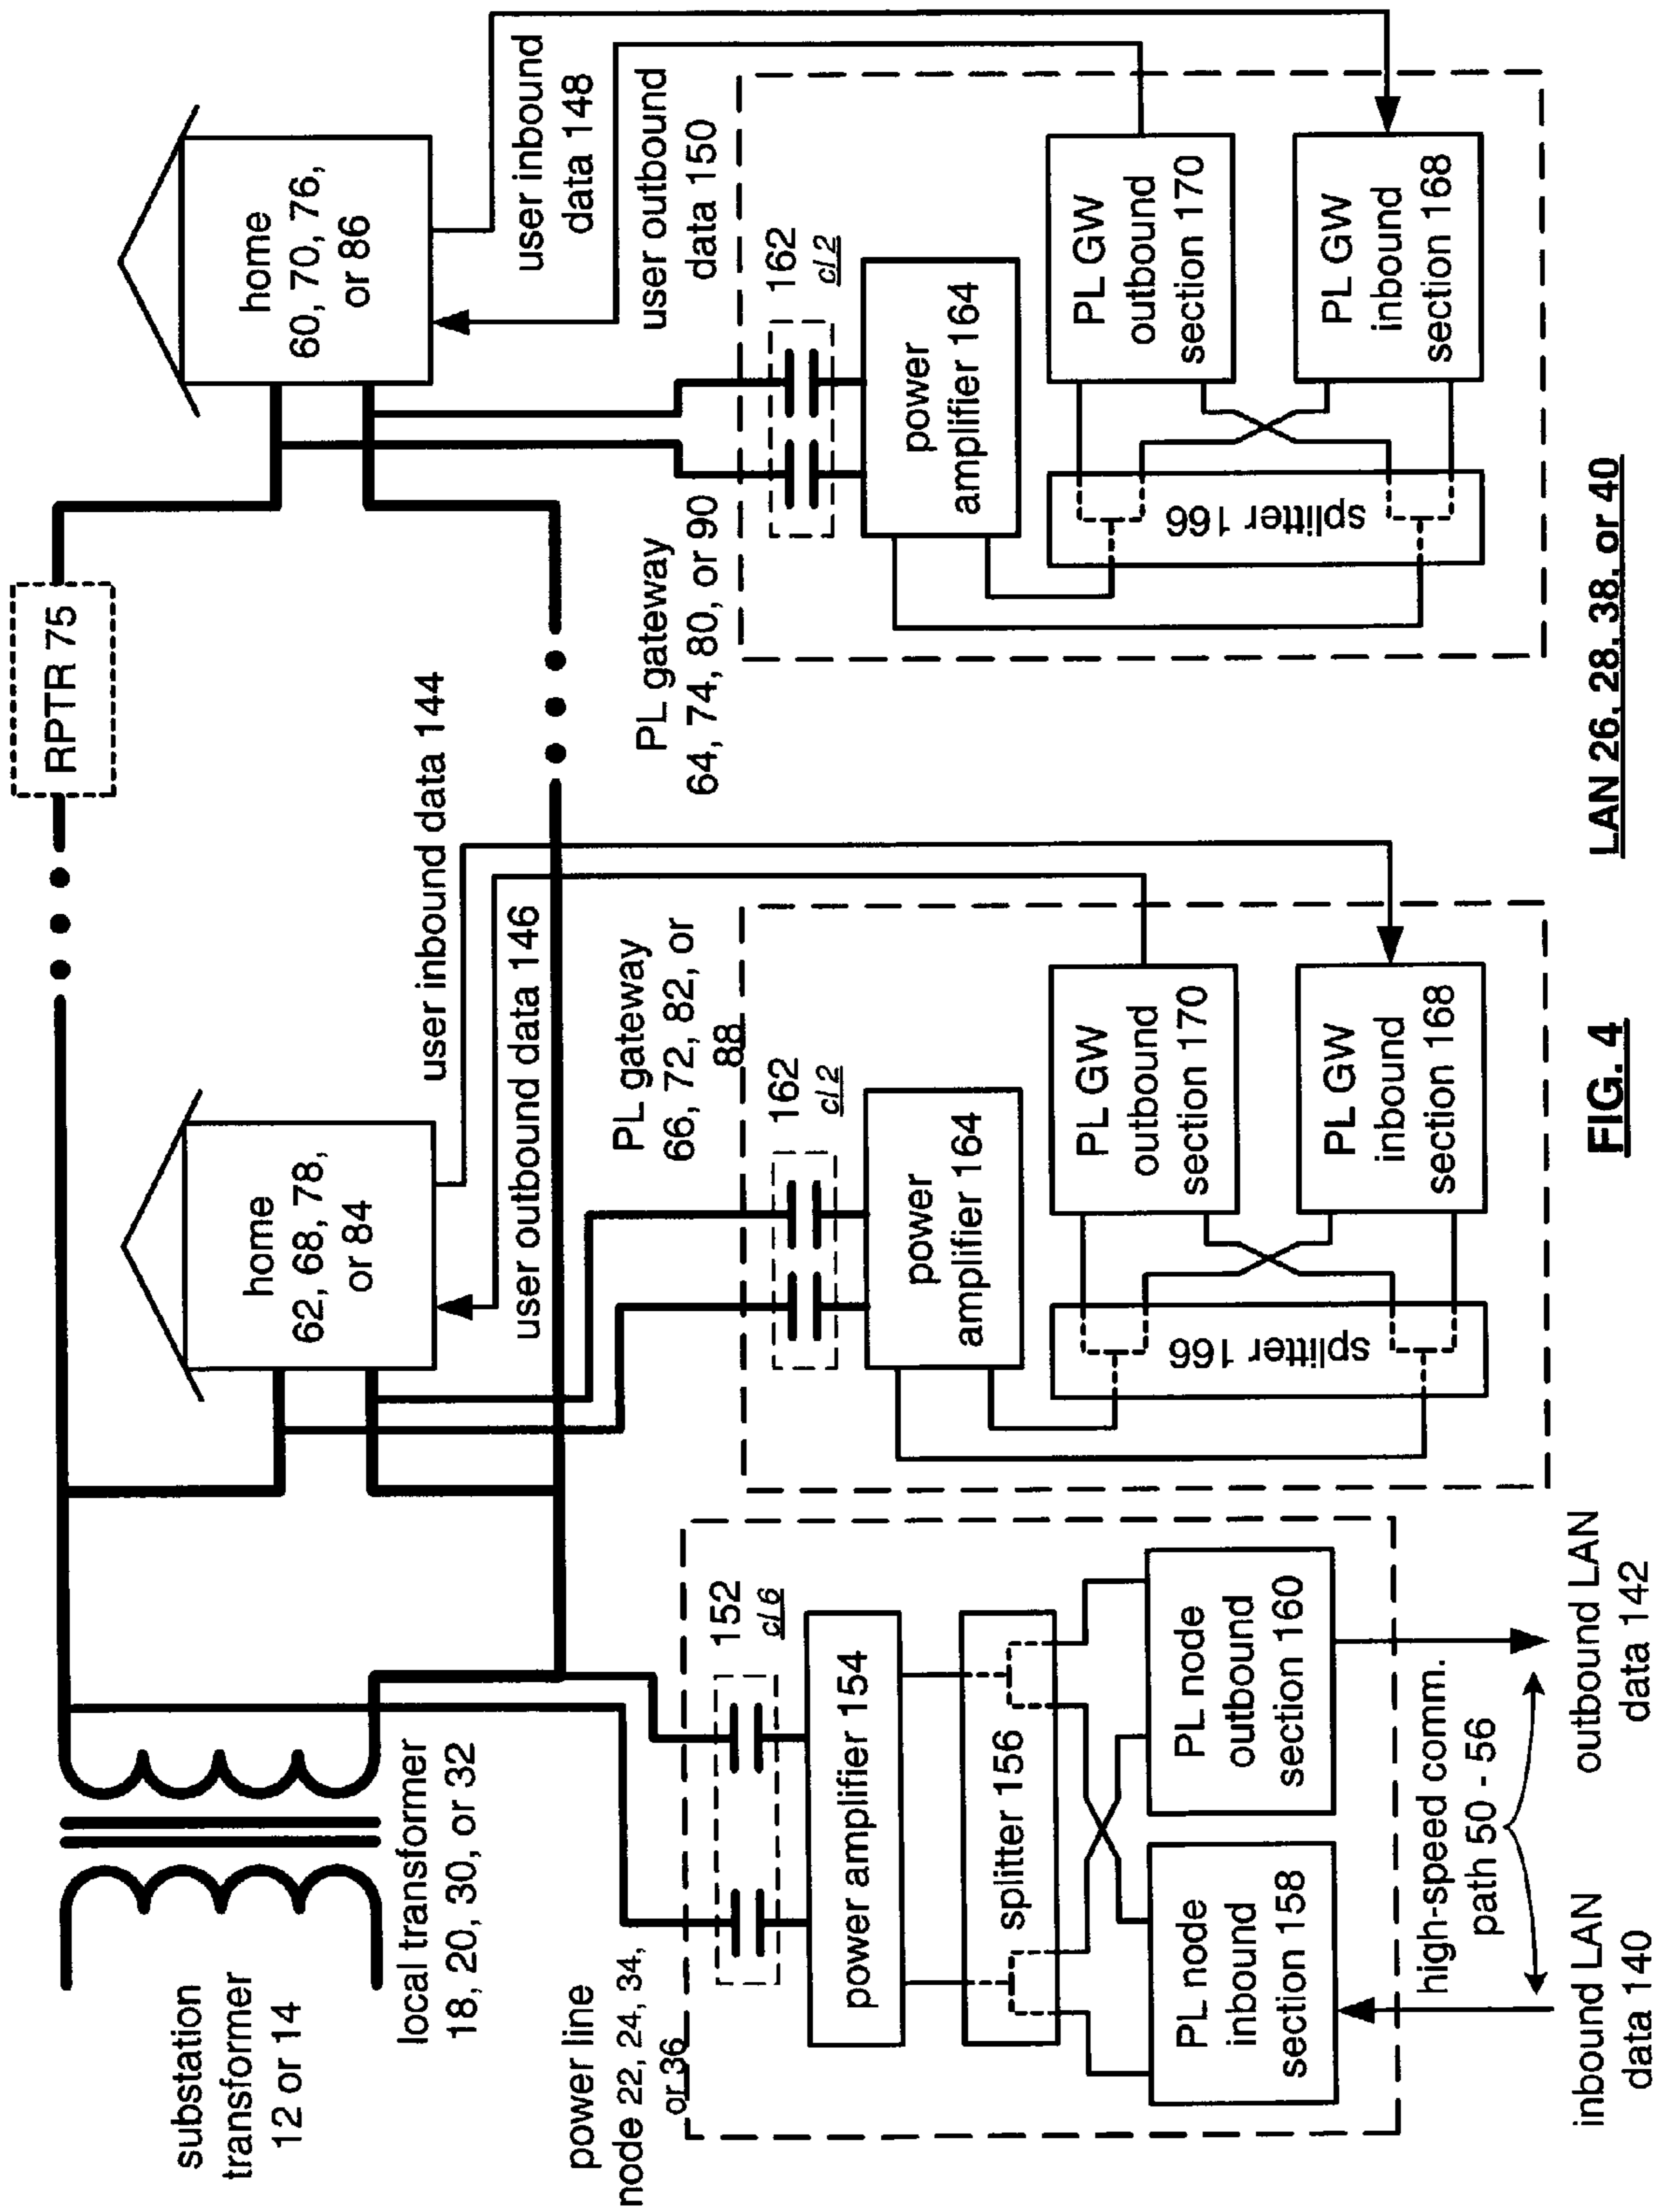 substation
transformer
12 or 14
local transformer
18, 20, 30, or 32
RPTR 75
home
62, 68, 78,
or 84
home
60, 70, 76,
or 86
user inbound data 144
user outbound data 146
user inbound
data 148
user outbound
data 150
power line
node 22, 24, 34,
or 36
152
cl 6
power amplifier 154
splitter 156
PL node
inbound
section 158
PL node
outbound
section 160
high-speed comm.
path 50 - 56
inbound LAN
data 140
outbound LAN
data 142
PL gateway
66, 72, 82, or
88
162
cl 2
power
amplifier 164
splitter 166
PL GW
outbound
section 170
PL GW
inbound
section 168
PL gateway
64, 74, 80, or 90
162
cl 2
power
amplifier 164
splitter 166
PL GW
outbound
section 170
PL GW
inbound
section 168
FIG. 4
LAN 26, 28, 38, or 40